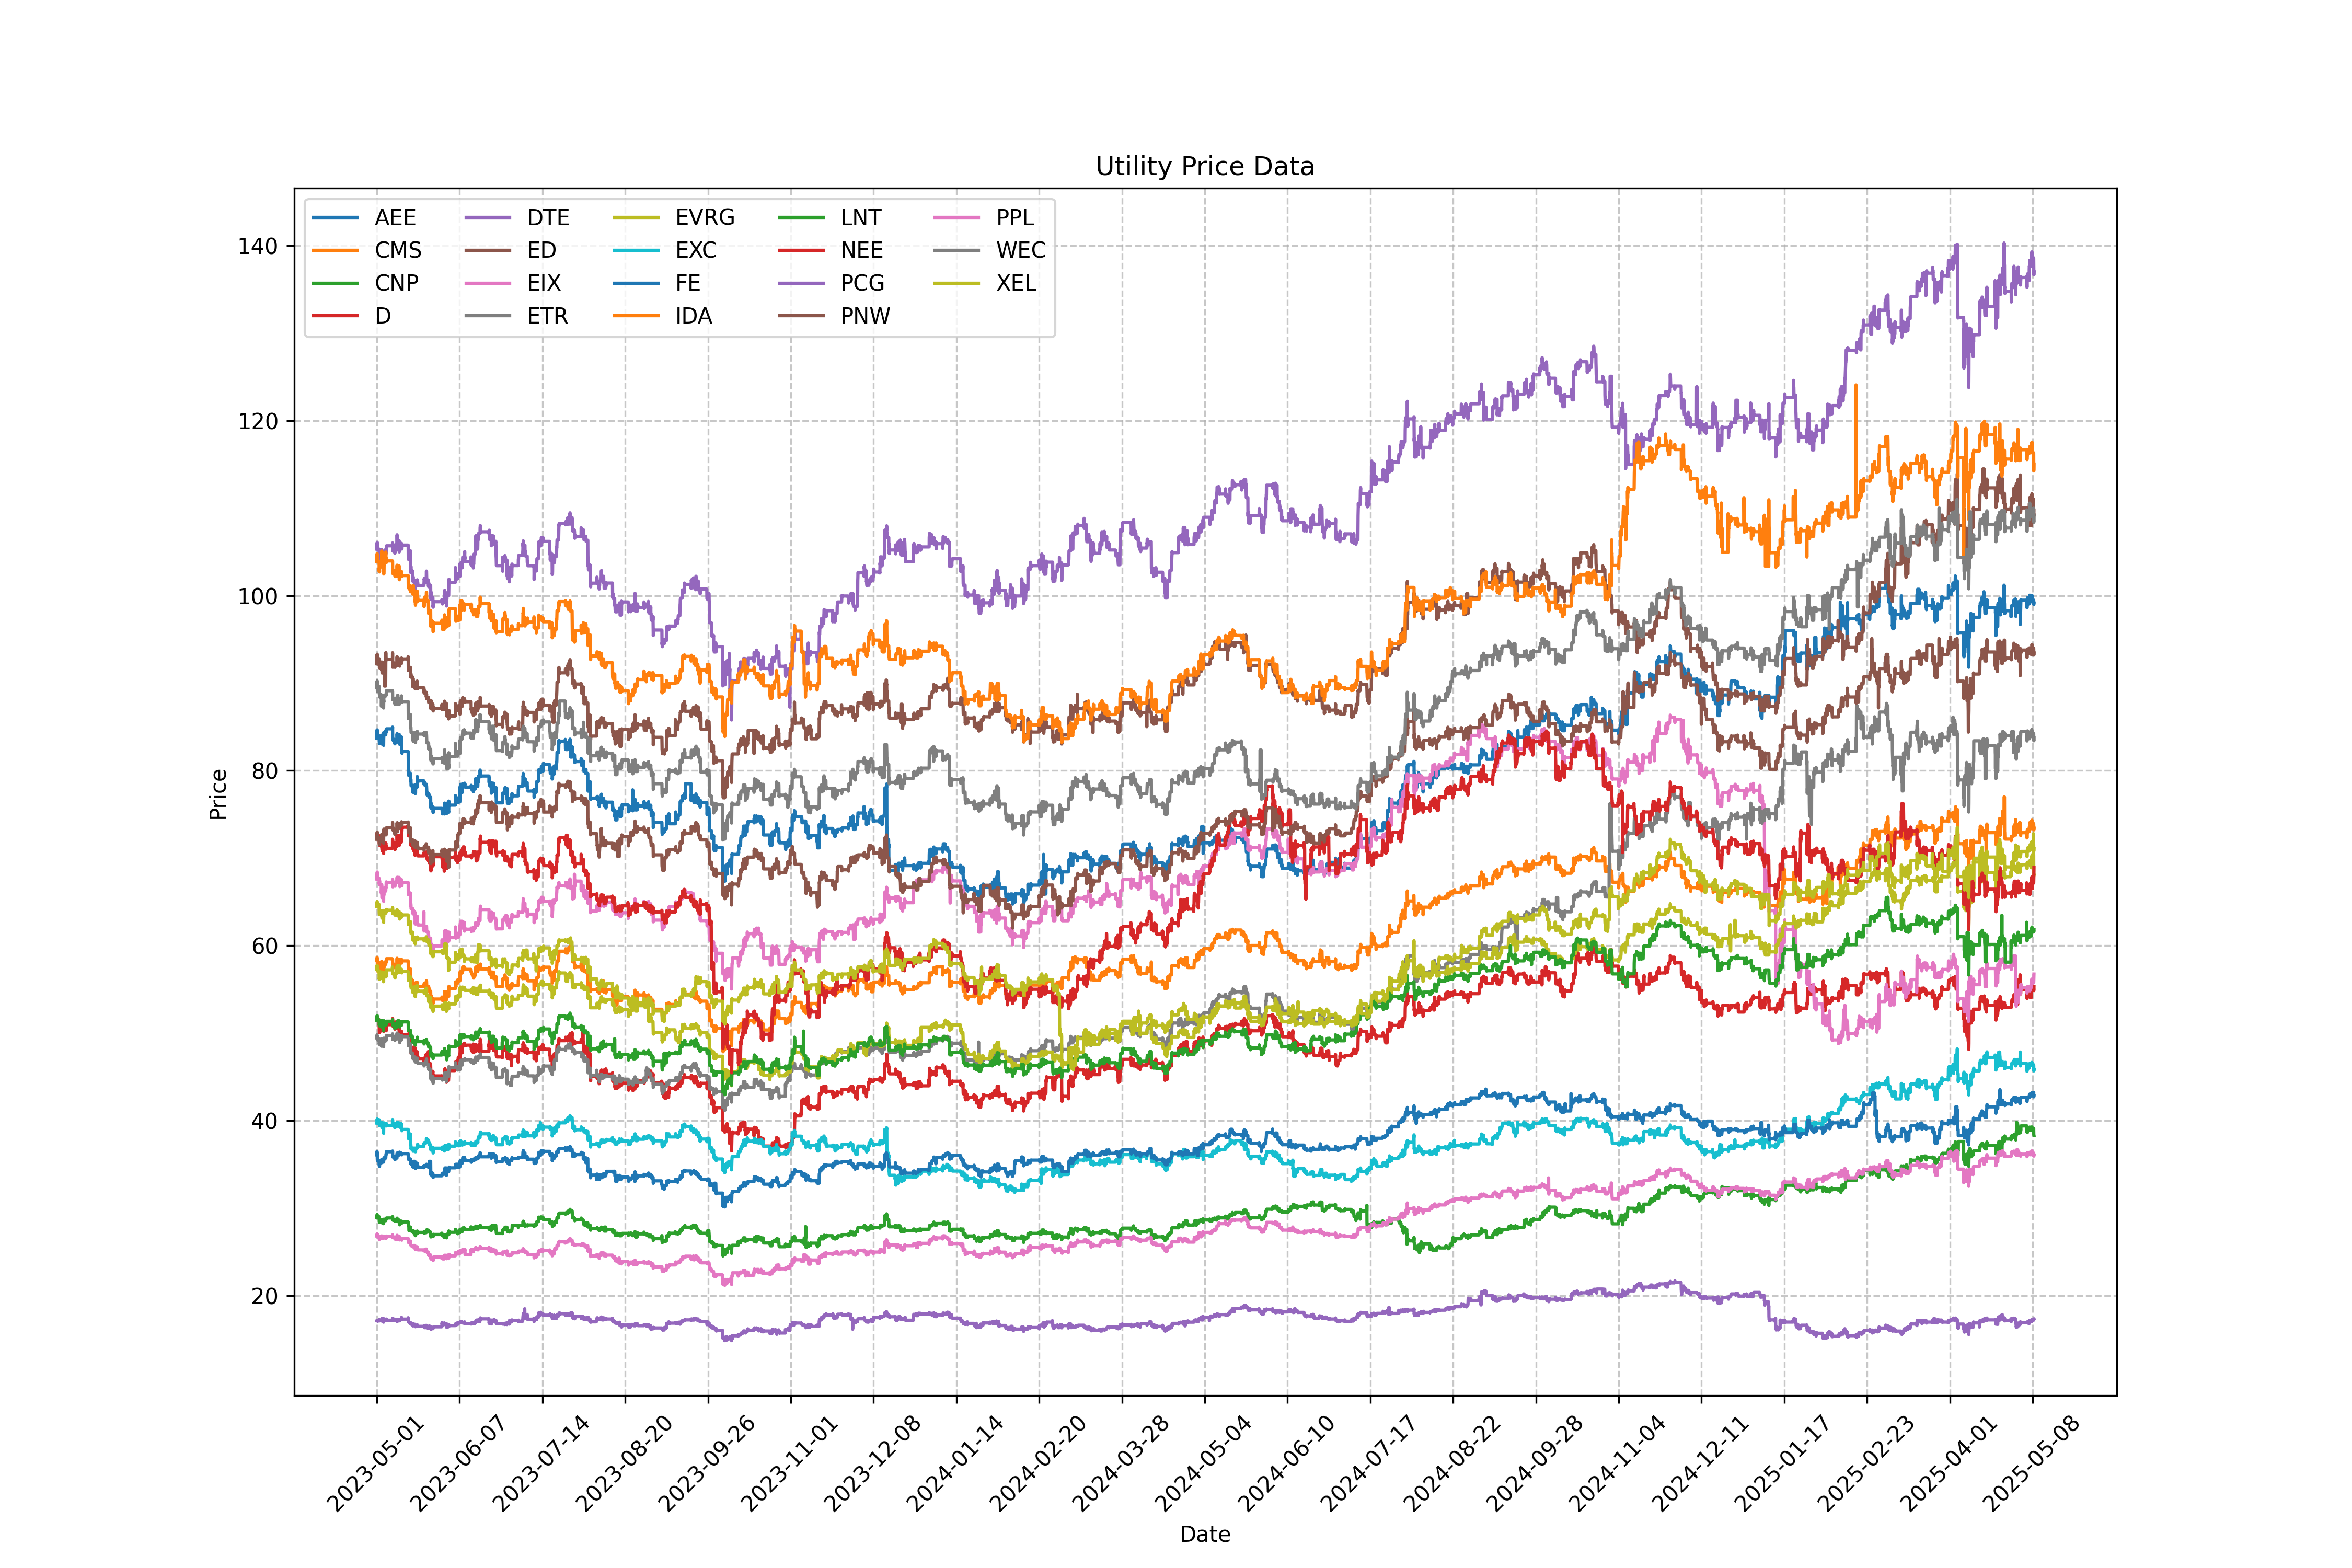 Utility Price Data
AEE
CMS
CNP
D
DTE
ED
EIX
ETR
EVRG
EXC
FE
IDA
LNT
NEE
PCG
PNW
PPL
WEC
XEL
Price
140
120
100
80
60
40
20
2023-05-01
2023-06-07
2023-07-14
2023-08-20
2023-09-26
2023-11-01
2023-12-08
2024-01-14
2024-02-20
2024-03-28
2024-05-04
2024-06-10
2024-07-17
2024-08-22
2024-09-28
2024-11-04
2024-12-11
2025-01-17
2025-02-23
2025-04-01
2025-05-08
Date